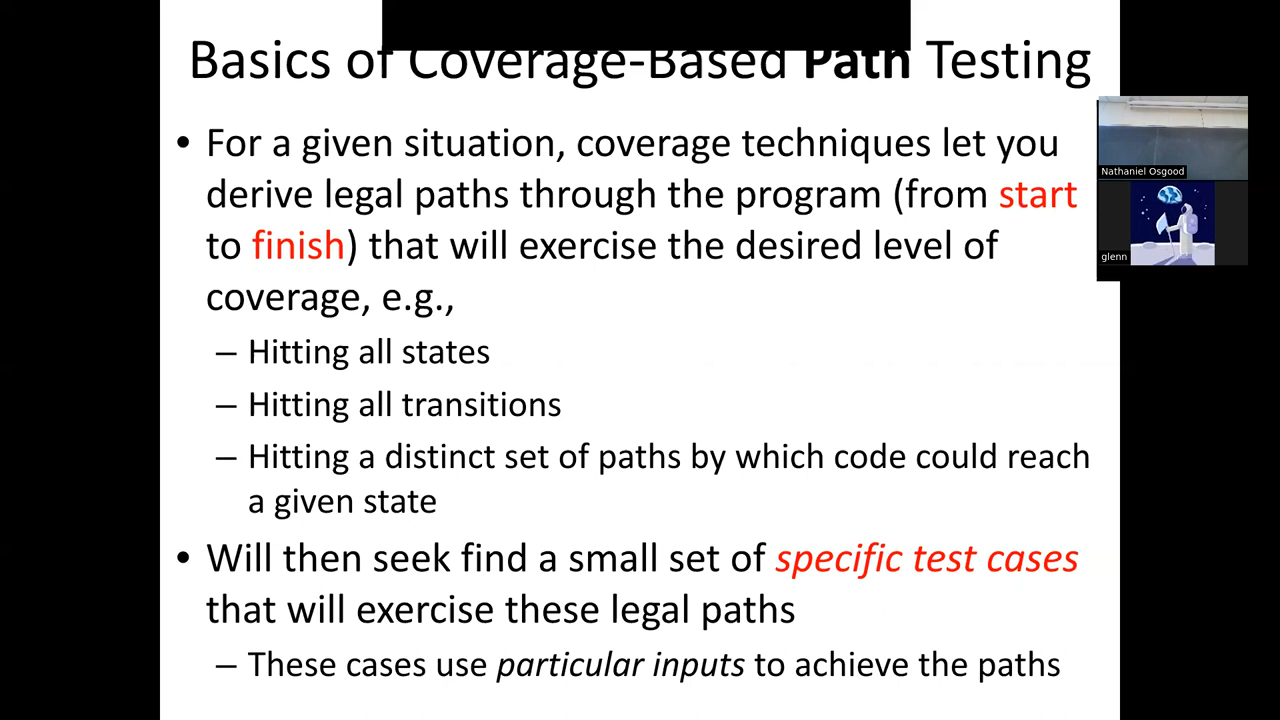 Basics of Coverage-Based Path Testing
• For a given situation, coverage techniques let you
derive legal paths through the program (from start
to finish) that will exercise the desired level of
coverage, e.g.,
– Hitting all states
– Hitting all transitions
– Hitting a distinct set of paths by which code could reach
a given state
• Will then seek find a small set of specific test cases
that will exercise these legal paths
– These cases use particular inputs to achieve the paths
Nathaniel Osgood
glenn